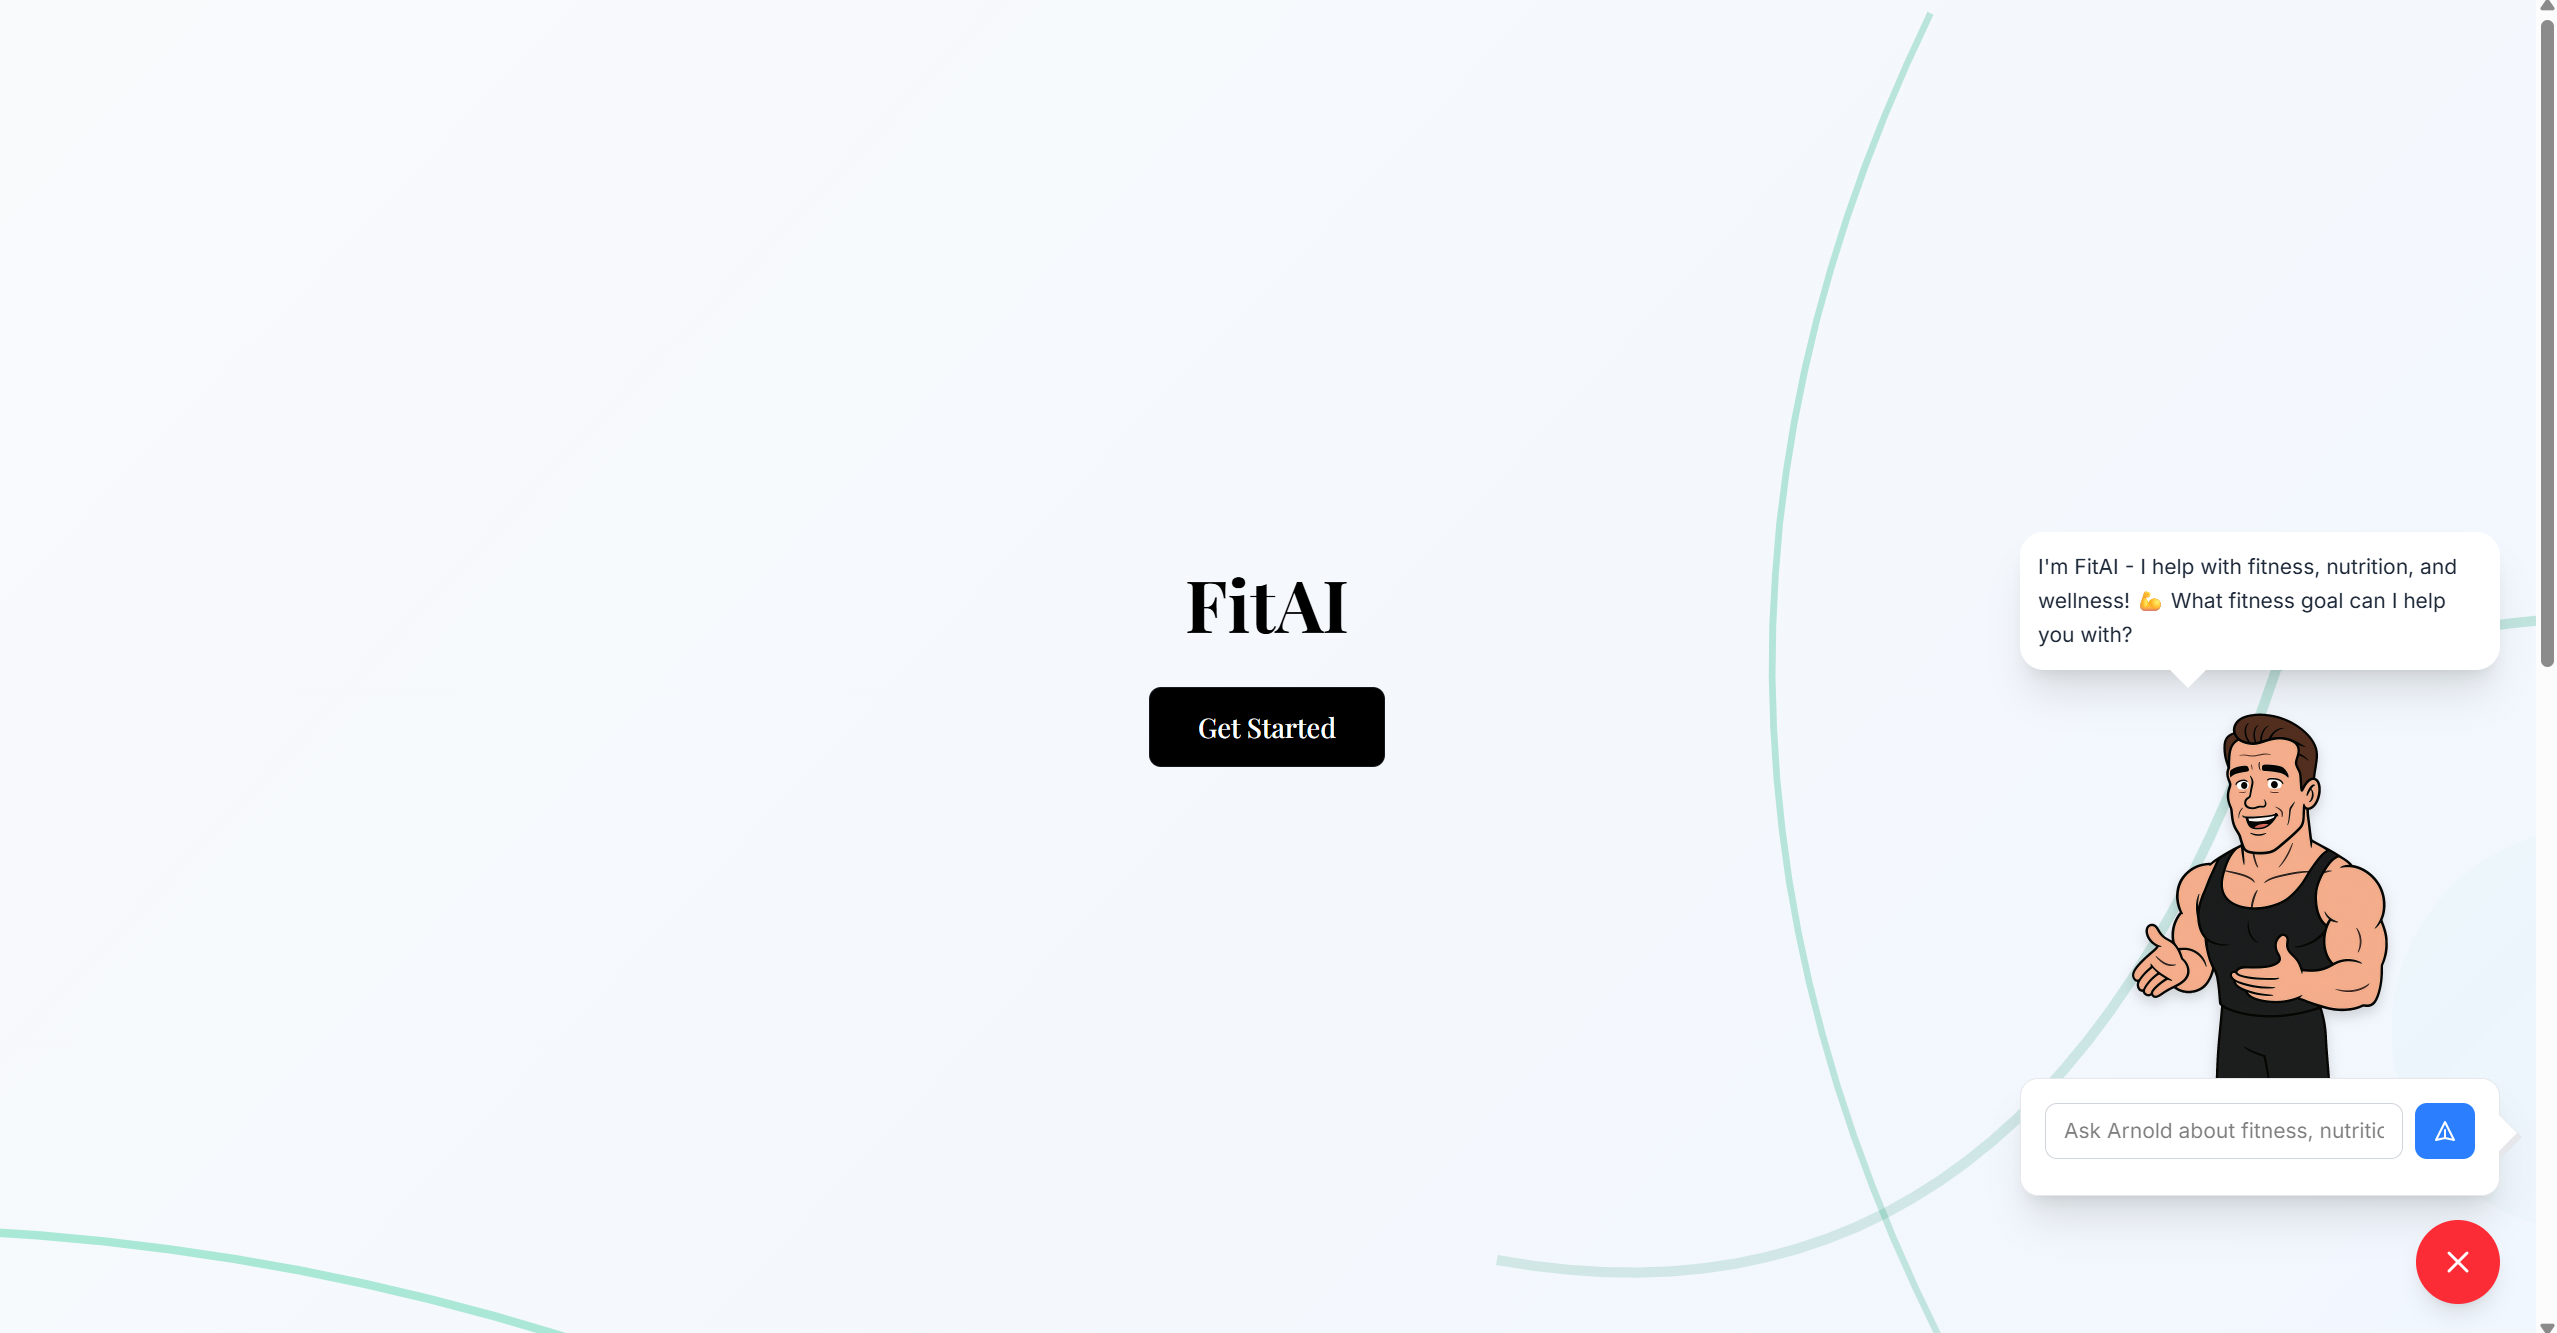 FitAI
Get Started
I'm FitAI - I help with fitness, nutrition, and
wellness! 💪 What fitness goal can I help
you with?
Ask Arnold about fitness, nutritic